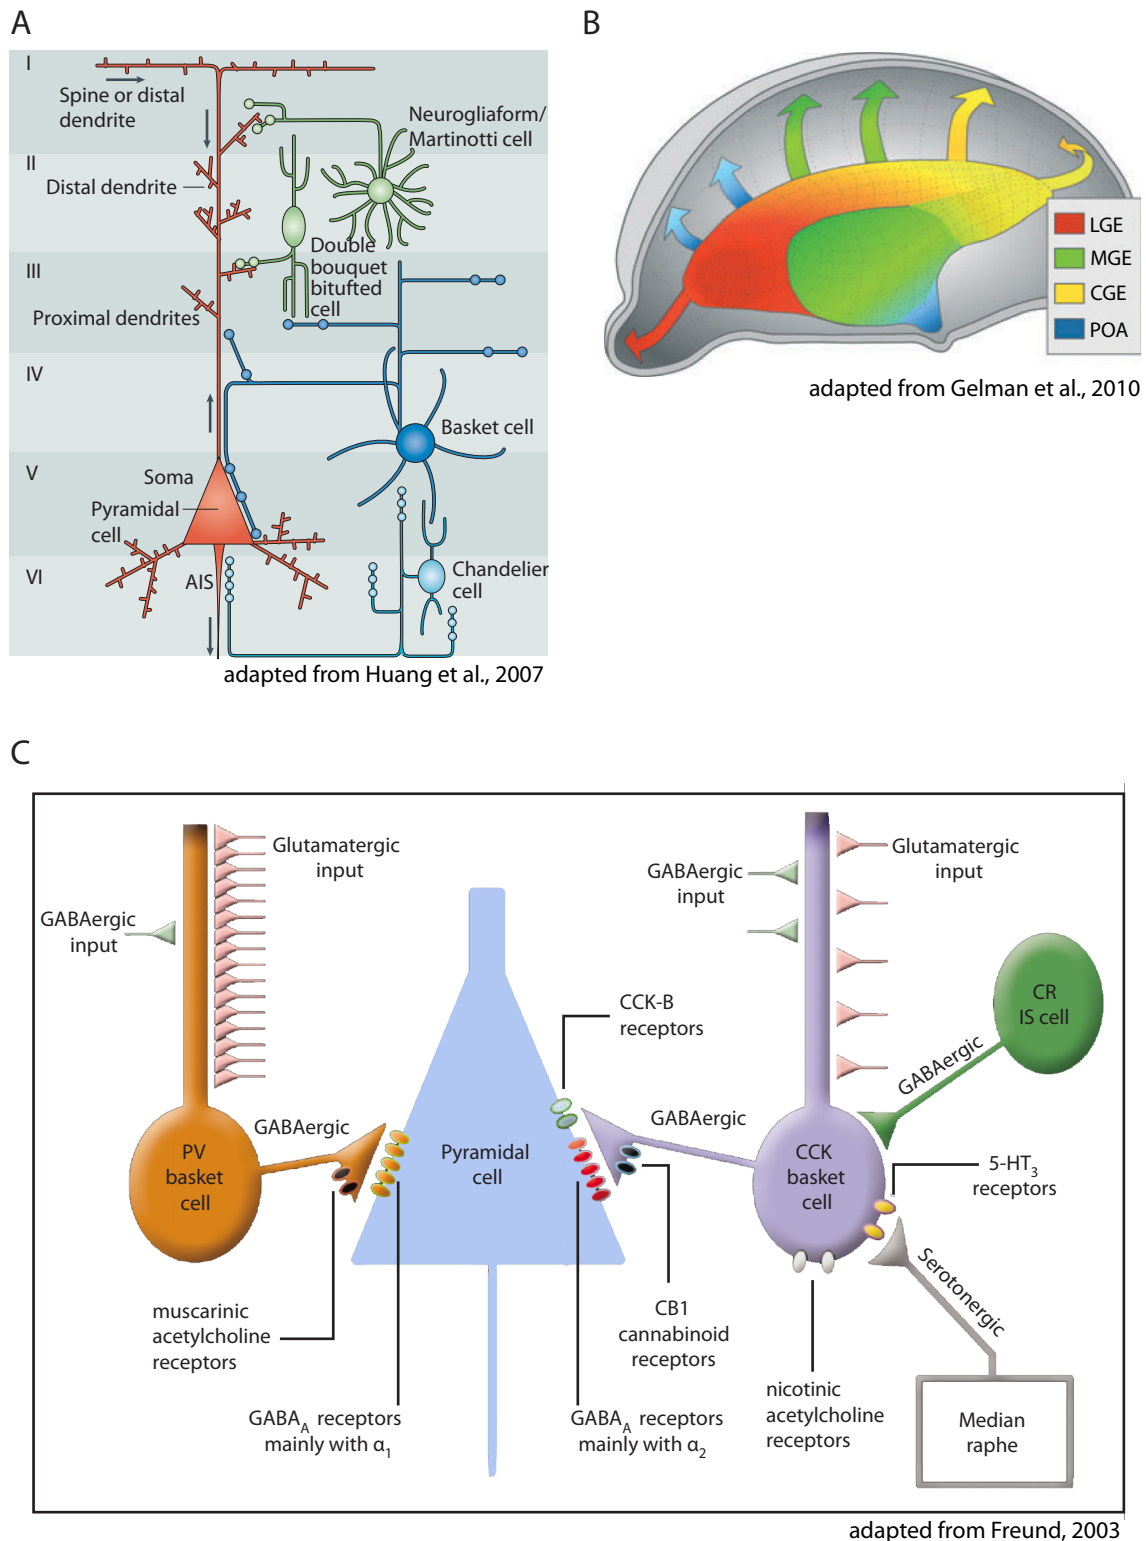 A
I
Spine or distal
dendrite
Neurogliaform/
Martinotti cell
II
Distal dendrite
Double
bouquet
bitufted
cell
III
Proximal dendrites
IV
Basket cell
V
Soma
Pyramidal
cell
VI
AIS
Chandelier
cell
adapted from Huang et al., 2007
B
LGE
MGE
CGE
POA
adapted from Gelman et al., 2010
C
Glutamatergic
input
GABAergic
input
GABAergic
input
Glutamatergic
input
CCK-B
receptors
CR
IS cell
GABAergic
GABAergic
GABAergic
PV
basket
cell
Pyramidal
cell
CCK
basket
cell
5-HT3
receptors
Serotonergic
muscarinic
acetylcholine
receptors
CB1
cannabinoid
receptors
GABAA receptors
mainly with α1
GABAA receptors
mainly with α2
nicotinic
acetylcholine
receptors
Median
raphe
adapted from Freund, 2003